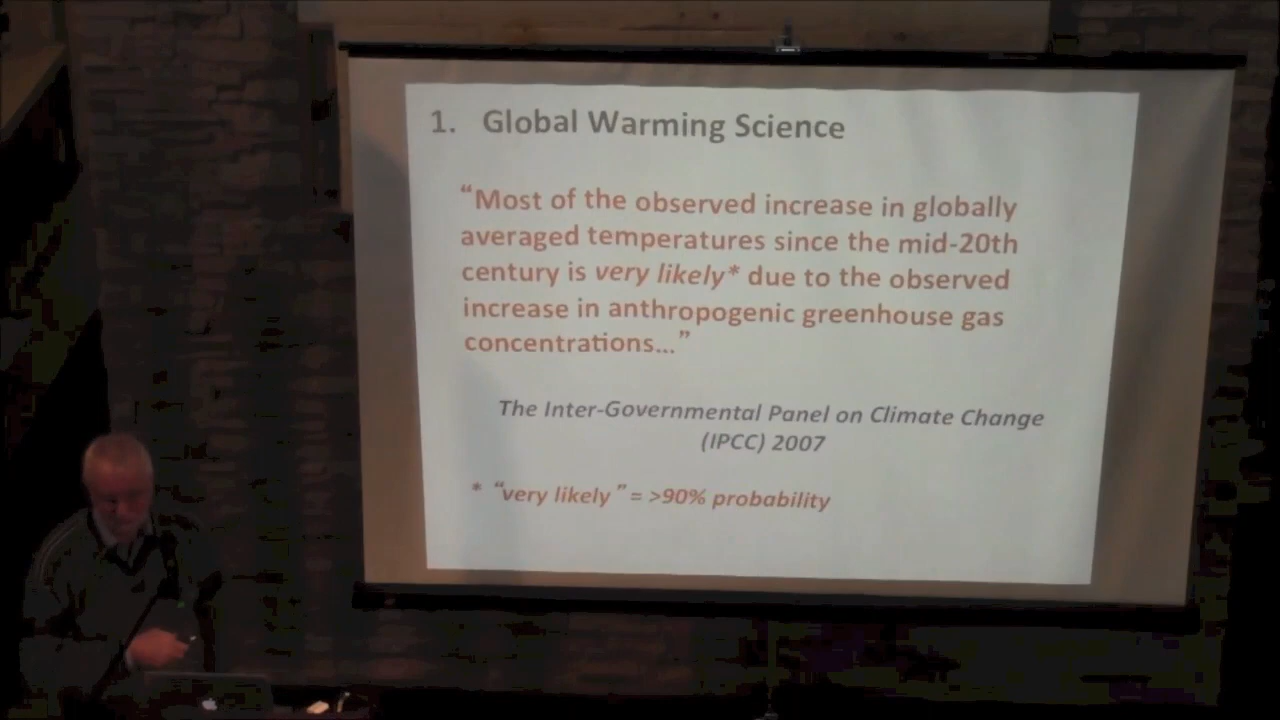 1. Global Warming Science
“Most of the observed increase in globally
averaged temperatures since the mid-20th
century is very likely* due to the observed
increase in anthropogenic greenhouse gas
concentrations...”
The Inter-Governmental Panel on Climate Change
(IPCC) 2007
* “very likely ” = >90% probability